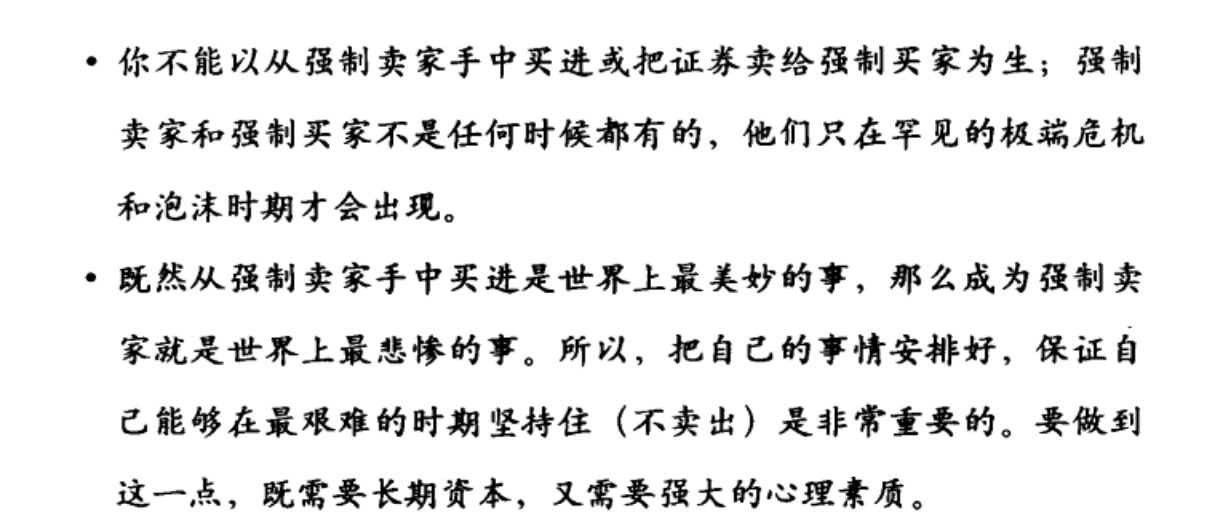 • 你不能以从强制卖家手中买进或把证券卖给强制买家为生；强制
卖家和强制买家不是任何时候都有的，他们只在罕见的极端危机
和泡沫时期才会出现。
• 既然从强制卖家手中买进是世界上最美妙的事，那么成为强制卖
家就是世界上最悲惨的事。所以，把自己的事情安排好，保证自
己能够在最艰难的时期坚持住（不卖出）是非常重要的。要做到
这一点，既需要长期资本，又需要强大的心理素质。